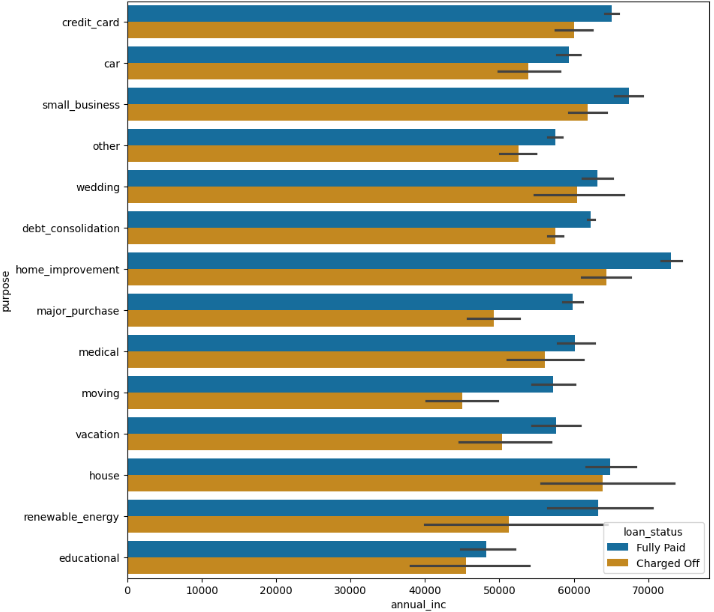 credit_card
car
small_business
other
wedding
debt_consolidation
home_improvement
major_purchase
medical
moving
vacation
house
renewable_energy
educational
purpose
loan_status
Fully Paid
Charged Off
0 10000 20000 30000 40000 50000 60000 70000
annual_inc